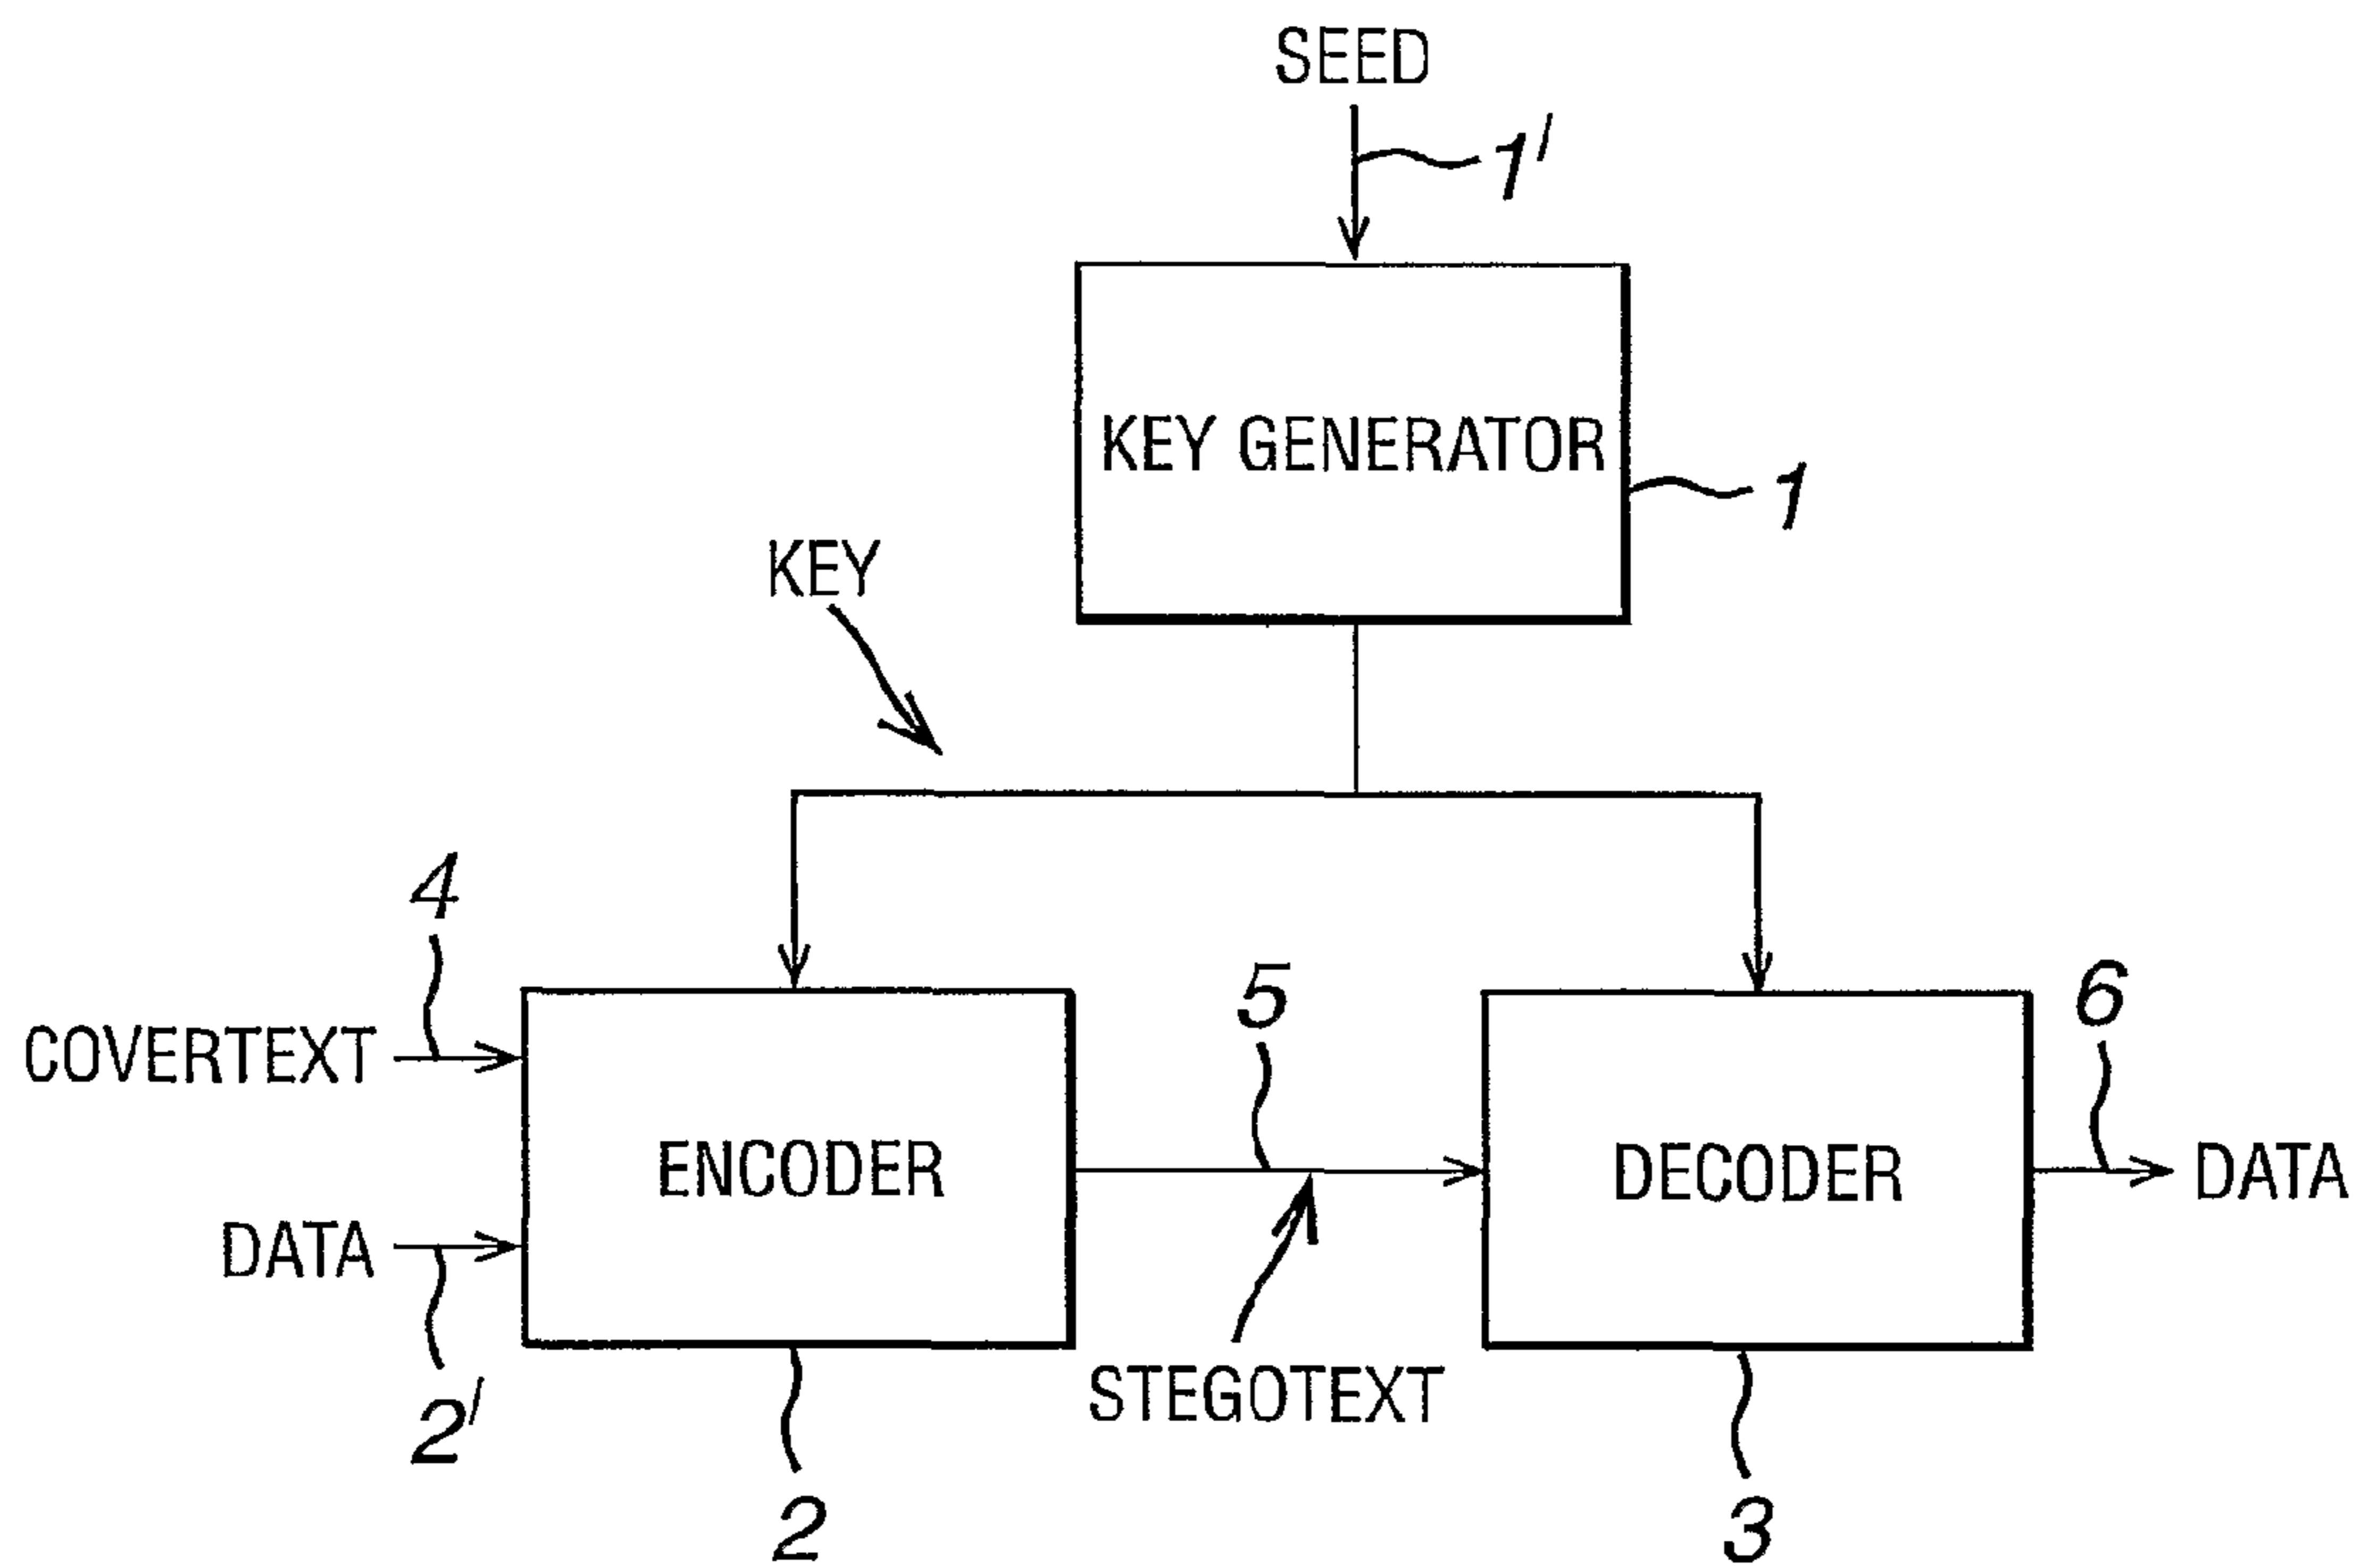 SEED
1'
KEY GENERATOR
1
KEY
4
5
6
COVERTEXT
ENCODER
DECODER
DATA
DATA
STEGOTEXT
2'
2
3